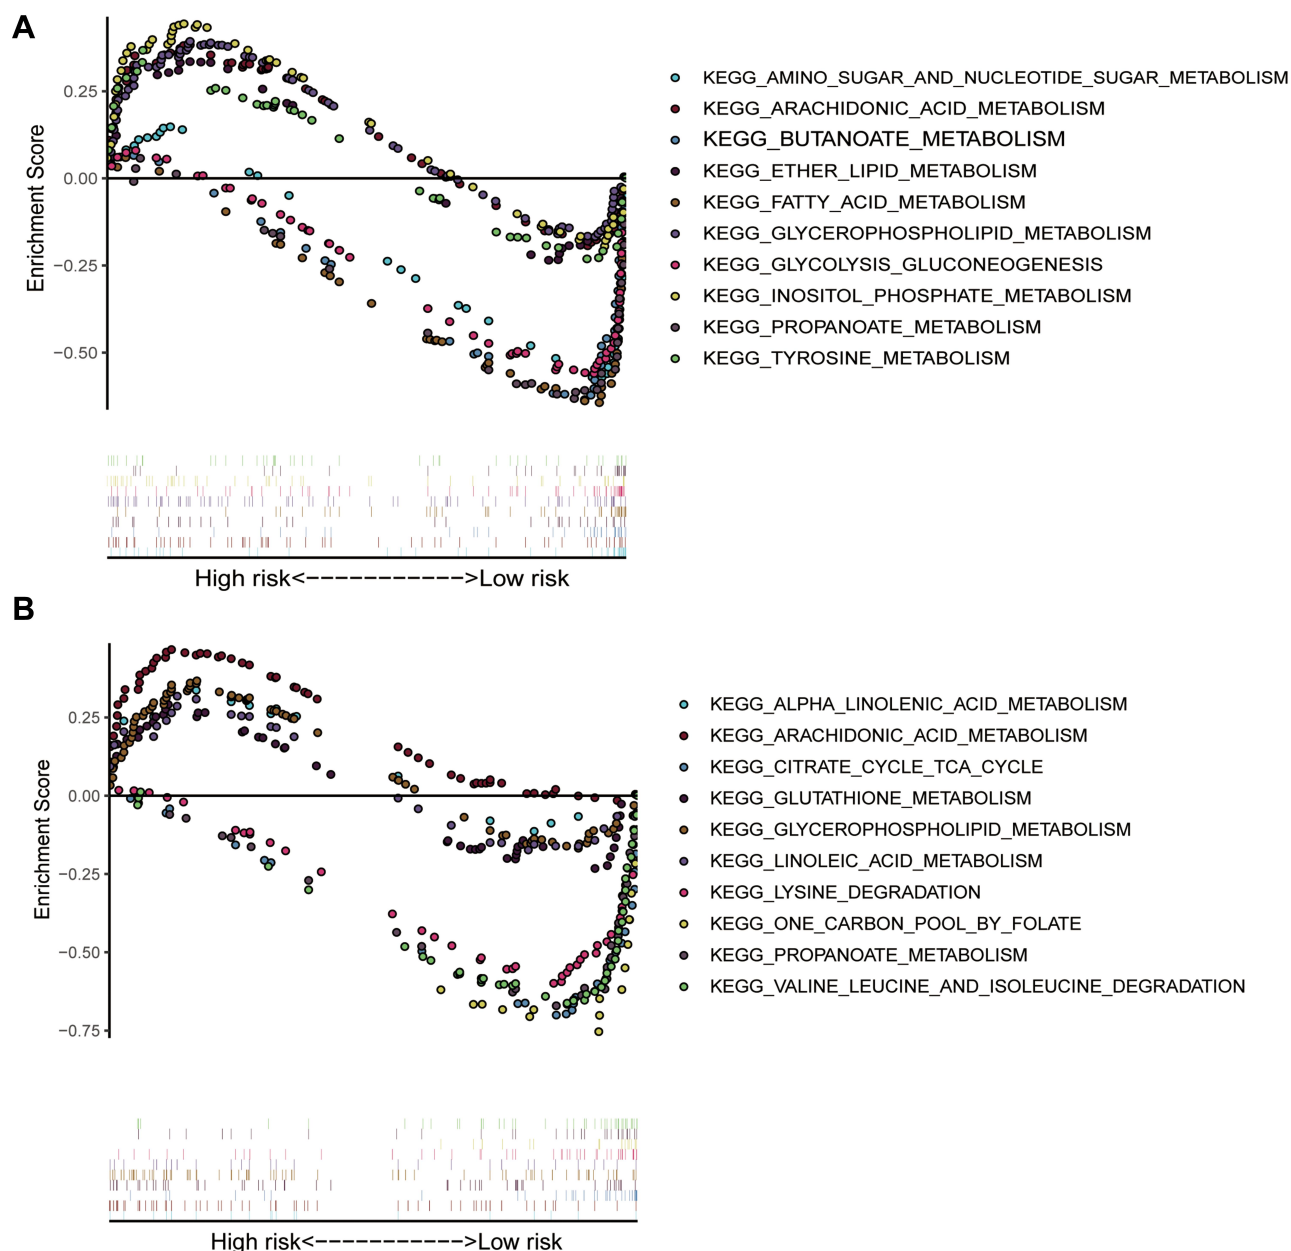 A
0.25
0.00
−0.25
−0.50
Enrichment Score
KEGG_AMINO_SUGAR_AND_NUCLEOTIDE_SUGAR_METABOLISM
KEGG_ARACHIDONIC_ACID_METABOLISM
KEGG_BUTANOATE_METABOLISM
KEGG_ETHER_LIPID_METABOLISM
KEGG_FATTY_ACID_METABOLISM
KEGG_GLYCEROPHOSPHOLIPID_METABOLISM
KEGG_GLYCOLYSIS_GLUCONEOGENESIS
KEGG_INOSITOL_PHOSPHATE_METABOLISM
KEGG_PROPANOATE_METABOLISM
KEGG_TYROSINE_METABOLISM
High risk<−−−−−−−−−−−−>Low risk
B
0.25
0.00
−0.25
−0.50
−0.75
Enrichment Score
KEGG_ALPHA_LINOLENIC_ACID_METABOLISM
KEGG_ARACHIDONIC_ACID_METABOLISM
KEGG_CITRATE_CYCLE_TCA_CYCLE
KEGG_GLUTATHIONE_METABOLISM
KEGG_GLYCEROPHOSPHOLIPID_METABOLISM
KEGG_LINOLEIC_ACID_METABOLISM
KEGG_LYSINE_DEGRADATION
KEGG_ONE_CARBON_POOL_BY_FOLATE
KEGG_PROPANOATE_METABOLISM
KEGG_VALINE_LEUCINE_AND_ISOLEUCINE_DEGRADATION
High risk<−−−−−−−−−−−−>Low risk